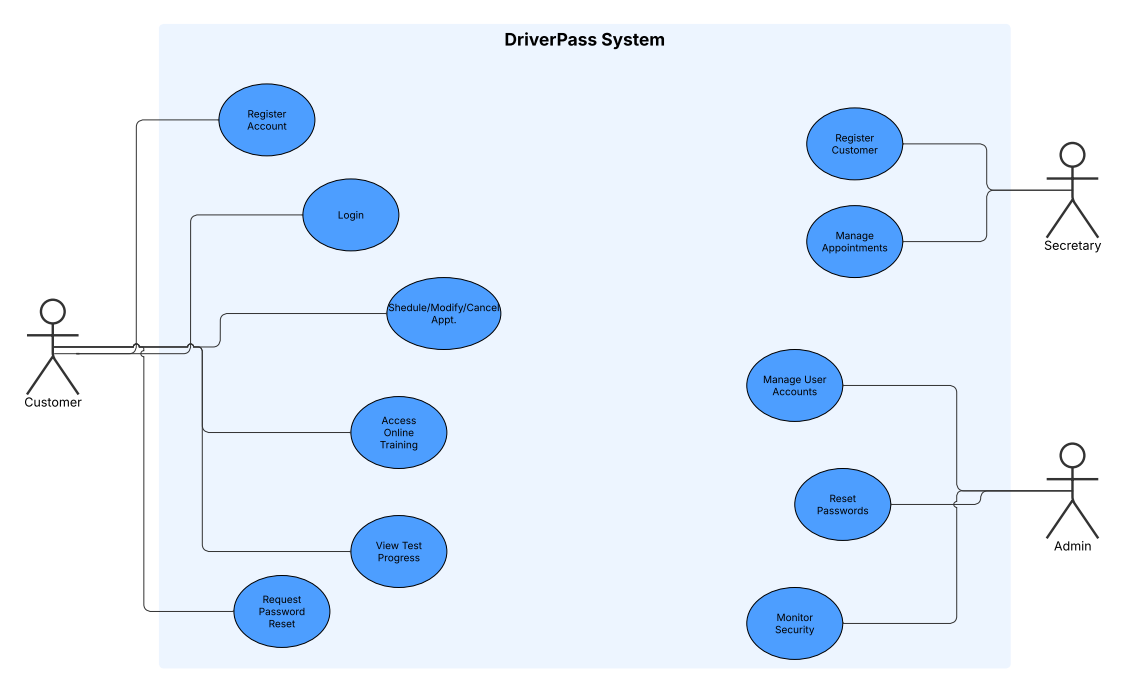 DriverPass System
Register
Account
Login
Shedule/Modify/Cancel
Appt.
Access
Online
Training
View Test
Progress
Request
Password
Reset
Customer
Register
Customer
Manage
Appointments
Secretary
Manage User
Accounts
Reset
Passwords
Monitor
Security
Admin